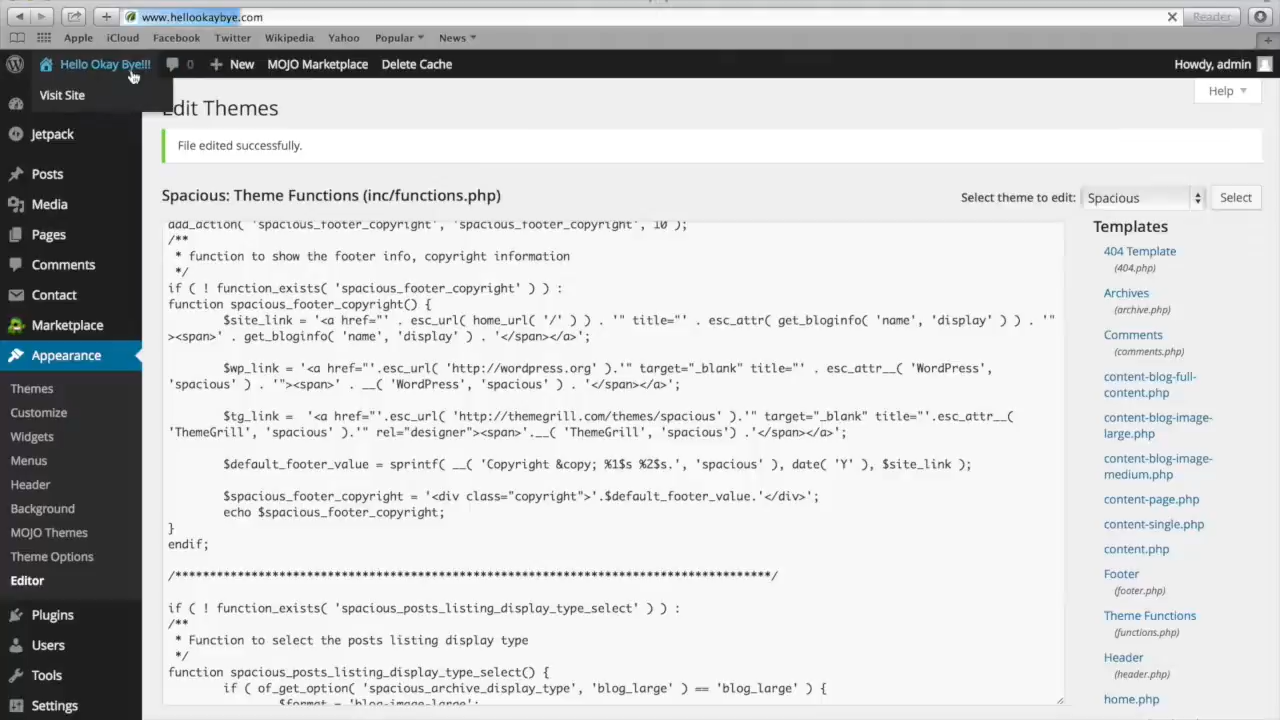 www.hellookaybye.com
Reader
Apple iCloud Facebook Twitter Wikipedia Yahoo Popular News
Hello Okay Bye!!! 0 New MOJO Marketplace Delete Cache Howdy, admin
Visit Site
Help
Edit Themes
Jetpack
Posts
Media
Pages
Comments
Contact
Marketplace
Appearance
Themes
Customize
Widgets
Menus
Header
Background
MOJO Themes
Theme Options
Editor
Plugins
Users
Tools
Settings
File edited successfully.
Spacious: Theme Functions (inc/functions.php)
Select theme to edit: Spacious Select
add_action( 'spacious_footer_copyright', 'spacious_footer_copyright', 10 );
/**
* function to show the footer info, copyright information
*/
if ( ! function_exists( 'spacious_footer_copyright' ) ) :
function spacious_footer_copyright() {
$site_link = '<a href="' . esc_url( home_url( '/' ) ) . '" title="' . esc_attr( get_bloginfo( 'name', 'display' ) ) . '"
><span>' . get_bloginfo( 'name', 'display' ) . '</span></a>';
$wp_link = '<a href="'.esc_url( 'http://wordpress.org' ).'" target="_blank" title="' . esc_attr__( 'WordPress',
'spacious' ) . '"><span>' . __( 'WordPress', 'spacious' ) . '</span></a>';
$tg_link =  '<a href="'.esc_url( 'http://themegrill.com/themes/spacious' ).'" target="_blank" title="'.esc_attr__(
'ThemeGrill', 'spacious' ).'" rel="designer"><span>'.__( 'ThemeGrill', 'spacious') .'</span></a>';
$default_footer_value = sprintf( __( 'Copyright &copy; %1$s %2$s.', 'spacious' ), date( 'Y' ), $site_link );
$spacious_footer_copyright = '<div class="copyright">'.$default_footer_value.'</div>';
echo $spacious_footer_copyright;
}
endif;
/**************************************************************************************/
if ( ! function_exists( 'spacious_posts_listing_display_type_select' ) ) :
/**
* Function to select the posts listing display type
*/
function spacious_posts_listing_display_type_select() {
if ( of_get_option( 'spacious_archive_display_type', 'blog_large' ) == 'blog_large' ) {
$format = 'blog-image-large';
Templates
404 Template
(404.php)
Archives
(archive.php)
Comments
(comments.php)
content-blog-full-
content.php
content-blog-image-
large.php
content-blog-image-
medium.php
content-page.php
content-single.php
content.php
Footer
(footer.php)
Theme Functions
(functions.php)
Header
(header.php)
home.php